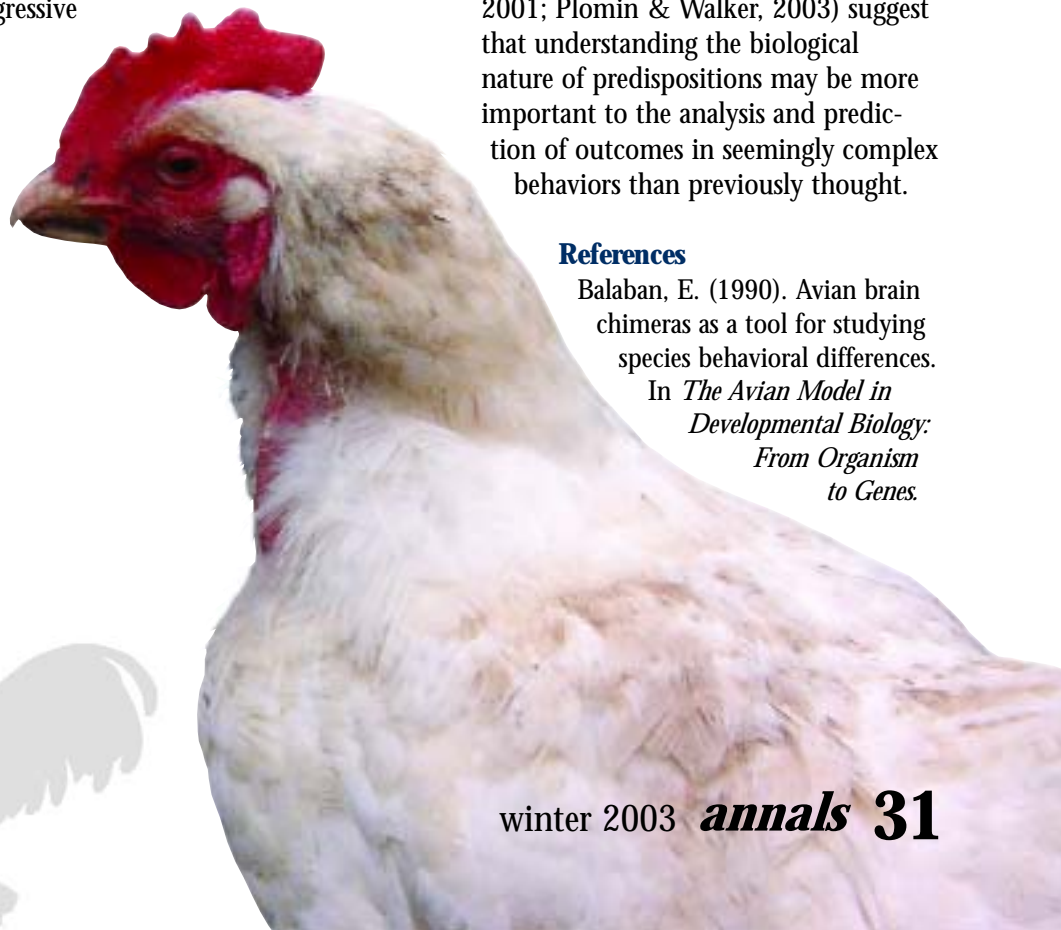 gressive
2001; Plomin & Walker, 2003) suggest
that understanding the biological
nature of predispositions may be more
important to the analysis and predic-
tion of outcomes in seemingly complex
behaviors than previously thought.
References
Balaban, E. (1990). Avian brain
chimeras as a tool for studying
species behavioral differences.
In The Avian Model in
Developmental Biology:
From Organism
to Genes.
winter 2003 annals 31